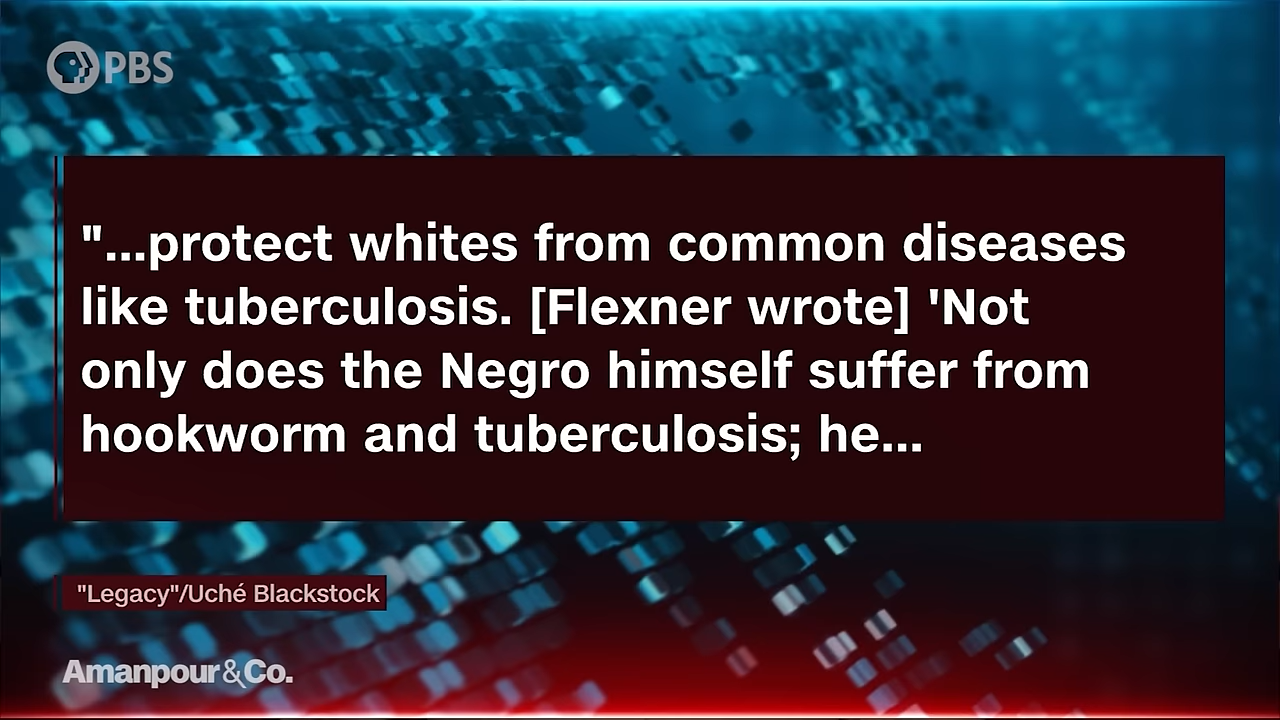 PBS
"...protect whites from common diseases
like tuberculosis. [Flexner wrote] 'Not
only does the Negro himself suffer from
hookworm and tuberculosis; he...
"Legacy"/Uché Blackstock
Amanpour&Co.